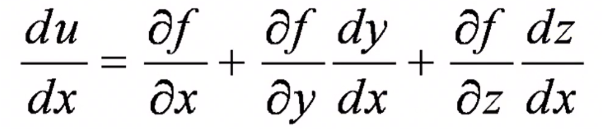 du/dx = ∂f/∂x + ∂f/∂y dy/dx + ∂f/∂z dz/dx